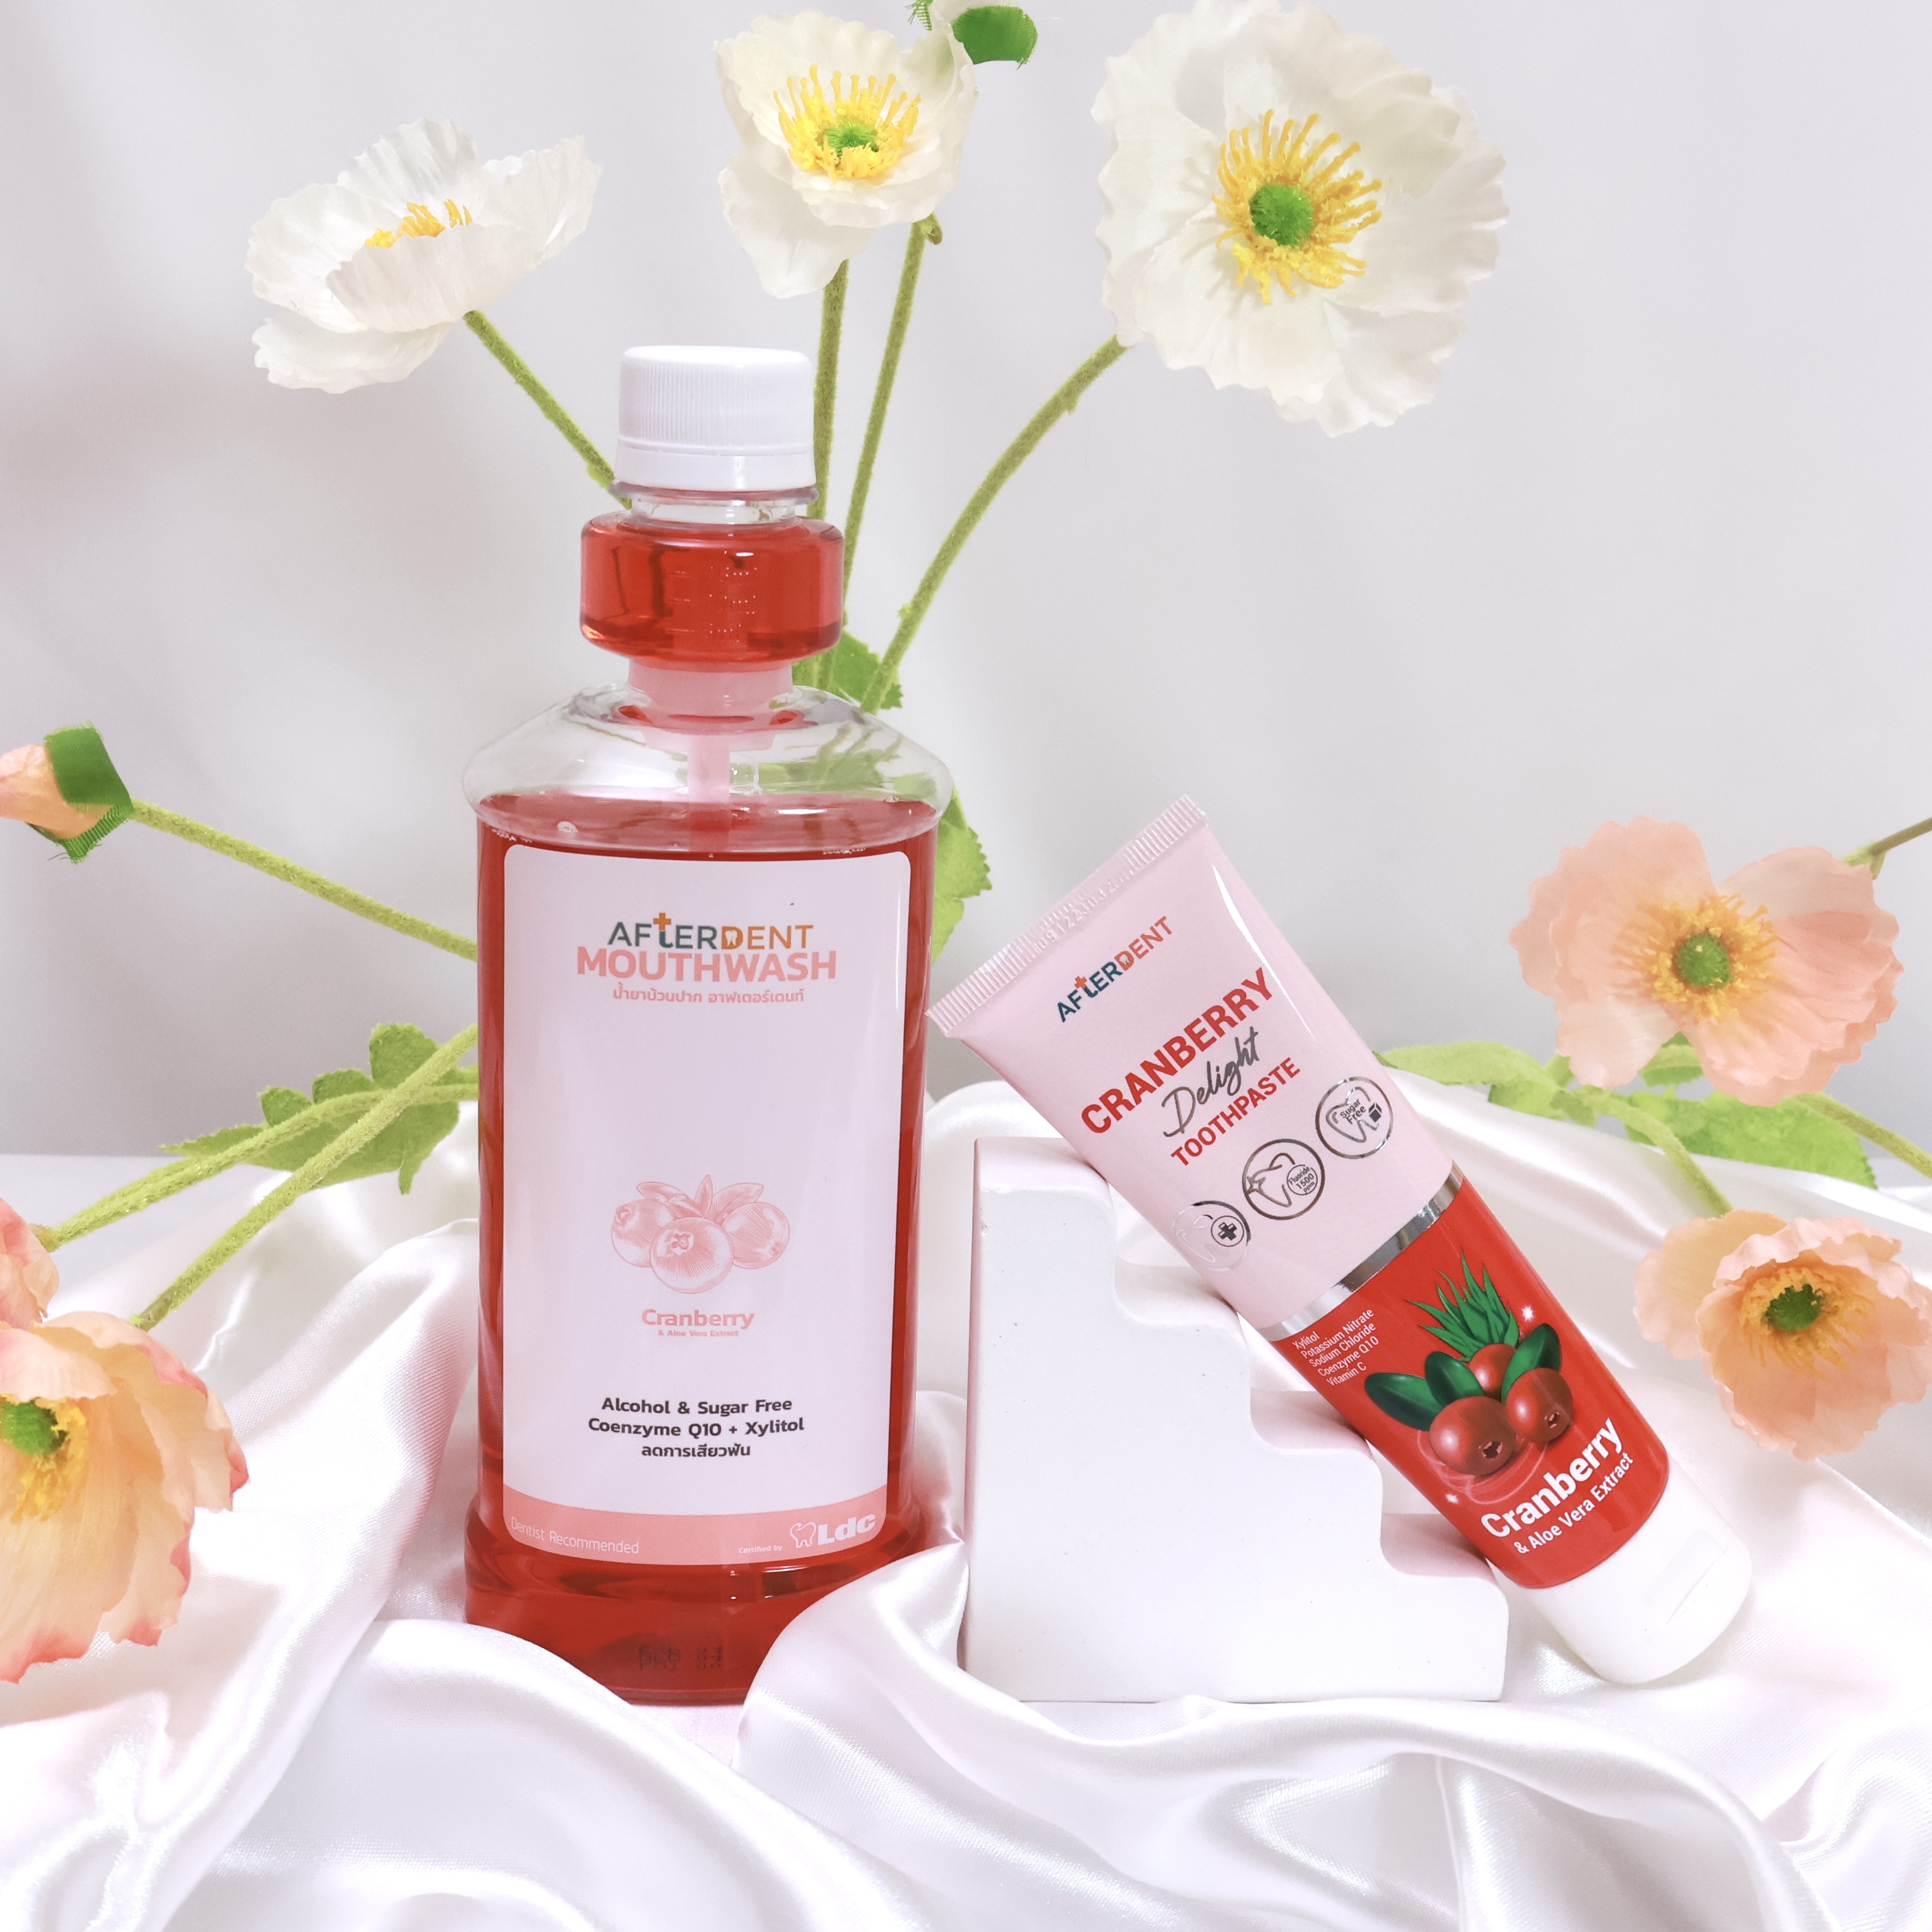 AFTERDENT
MOUTHWASH
น้ำยาบ้วนปาก อาฟเตอร์เดนท์
Cranberry
& Aloe Vera Extract
Alcohol & Sugar Free
Coenzyme Q10 + Xylitol
ลดการเสียวฟัน
Dentist Recommended
Certified by
Ldc
AFTERDENT
CRANBERRY
Delight
TOOTHPASTE
Sugar
Free
Fluoride
1500
ppm
Xylitol
Potassium Nitrate
Sodium Chloride
Coenzyme Q10
Vitamin C
Cranberry
& Aloe Vera Extract